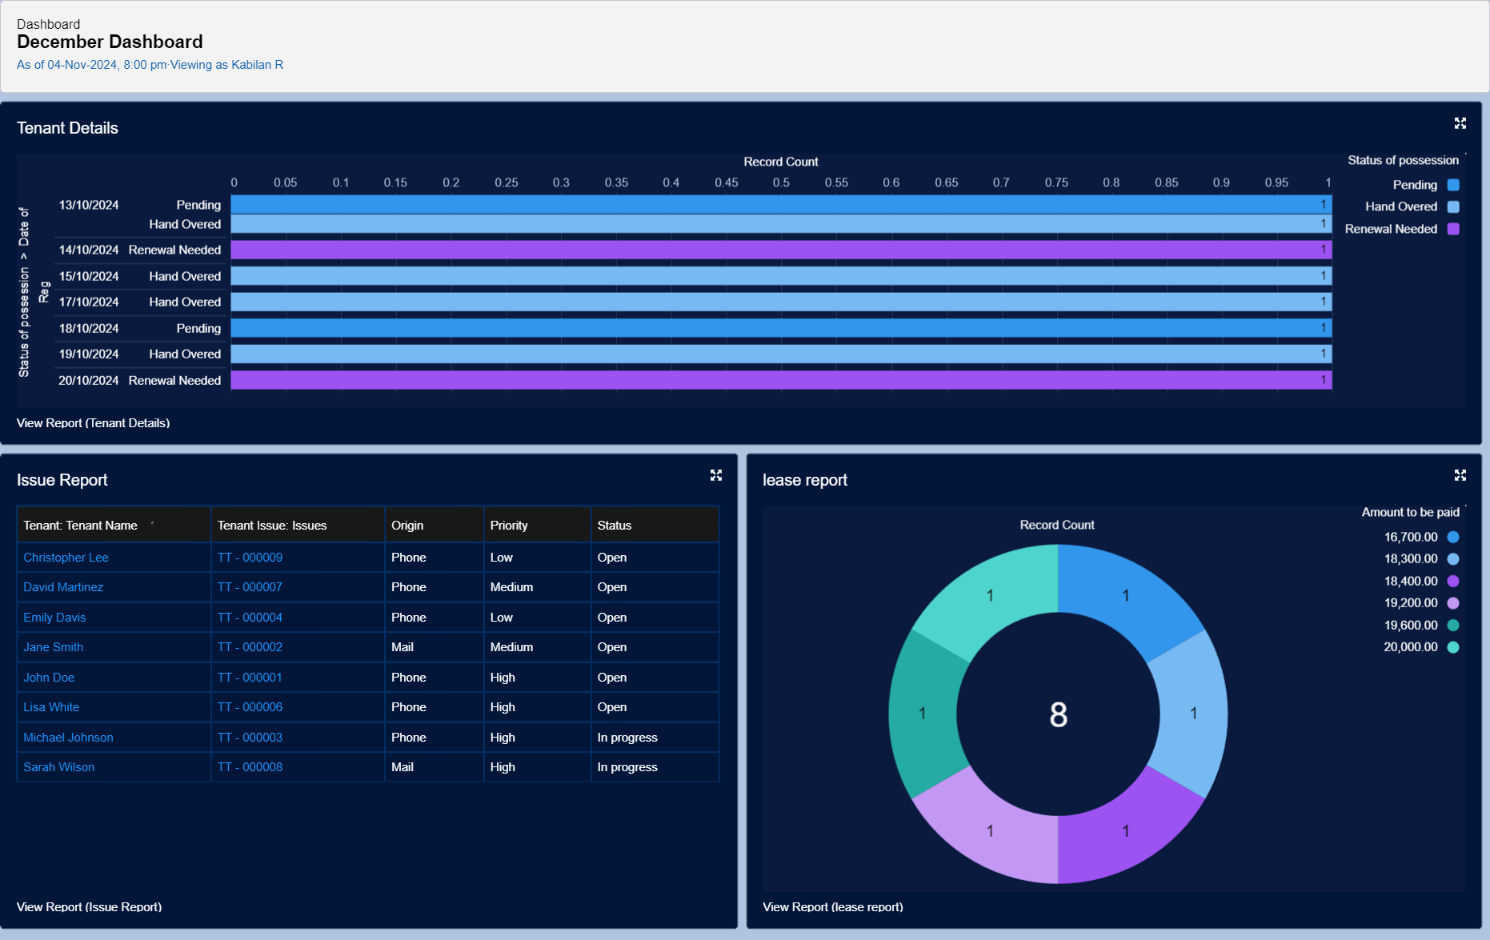 Dashboard
December Dashboard
As of 04-Nov-2024, 8:00 pm·Viewing as Kabilan R
Tenant Details
Record Count
0 0.05 0.1 0.15 0.2 0.25 0.3 0.35 0.4 0.45 0.5 0.55 0.6 0.65 0.7 0.75 0.8 0.85 0.9 0.95 1
Status of possession > Date of
Reg
13/10/2024 Pending 1
Hand Overed 1
14/10/2024 Renewal Needed 1
15/10/2024 Hand Overed 1
17/10/2024 Hand Overed 1
18/10/2024 Pending 1
19/10/2024 Hand Overed 1
20/10/2024 Renewal Needed 1
Status of possession
Pending
Hand Overed
Renewal Needed
View Report (Tenant Details)
Issue Report
Tenant: Tenant Name Tenant Issue: Issues Origin Priority Status
Christopher Lee TT - 000009 Phone Low Open
David Martinez TT - 000007 Phone Medium Open
Emily Davis TT - 000004 Phone Low Open
Jane Smith TT - 000002 Mail Medium Open
John Doe TT - 000001 Phone High Open
Lisa White TT - 000006 Phone High Open
Michael Johnson TT - 000003 Phone High In progress
Sarah Wilson TT - 000008 Mail High In progress
View Report (Issue Report)
lease report
Record Count
1 1
1 8 1
1 1
Amount to be paid
16,700.00
18,300.00
18,400.00
19,200.00
19,600.00
20,000.00
View Report (lease report)